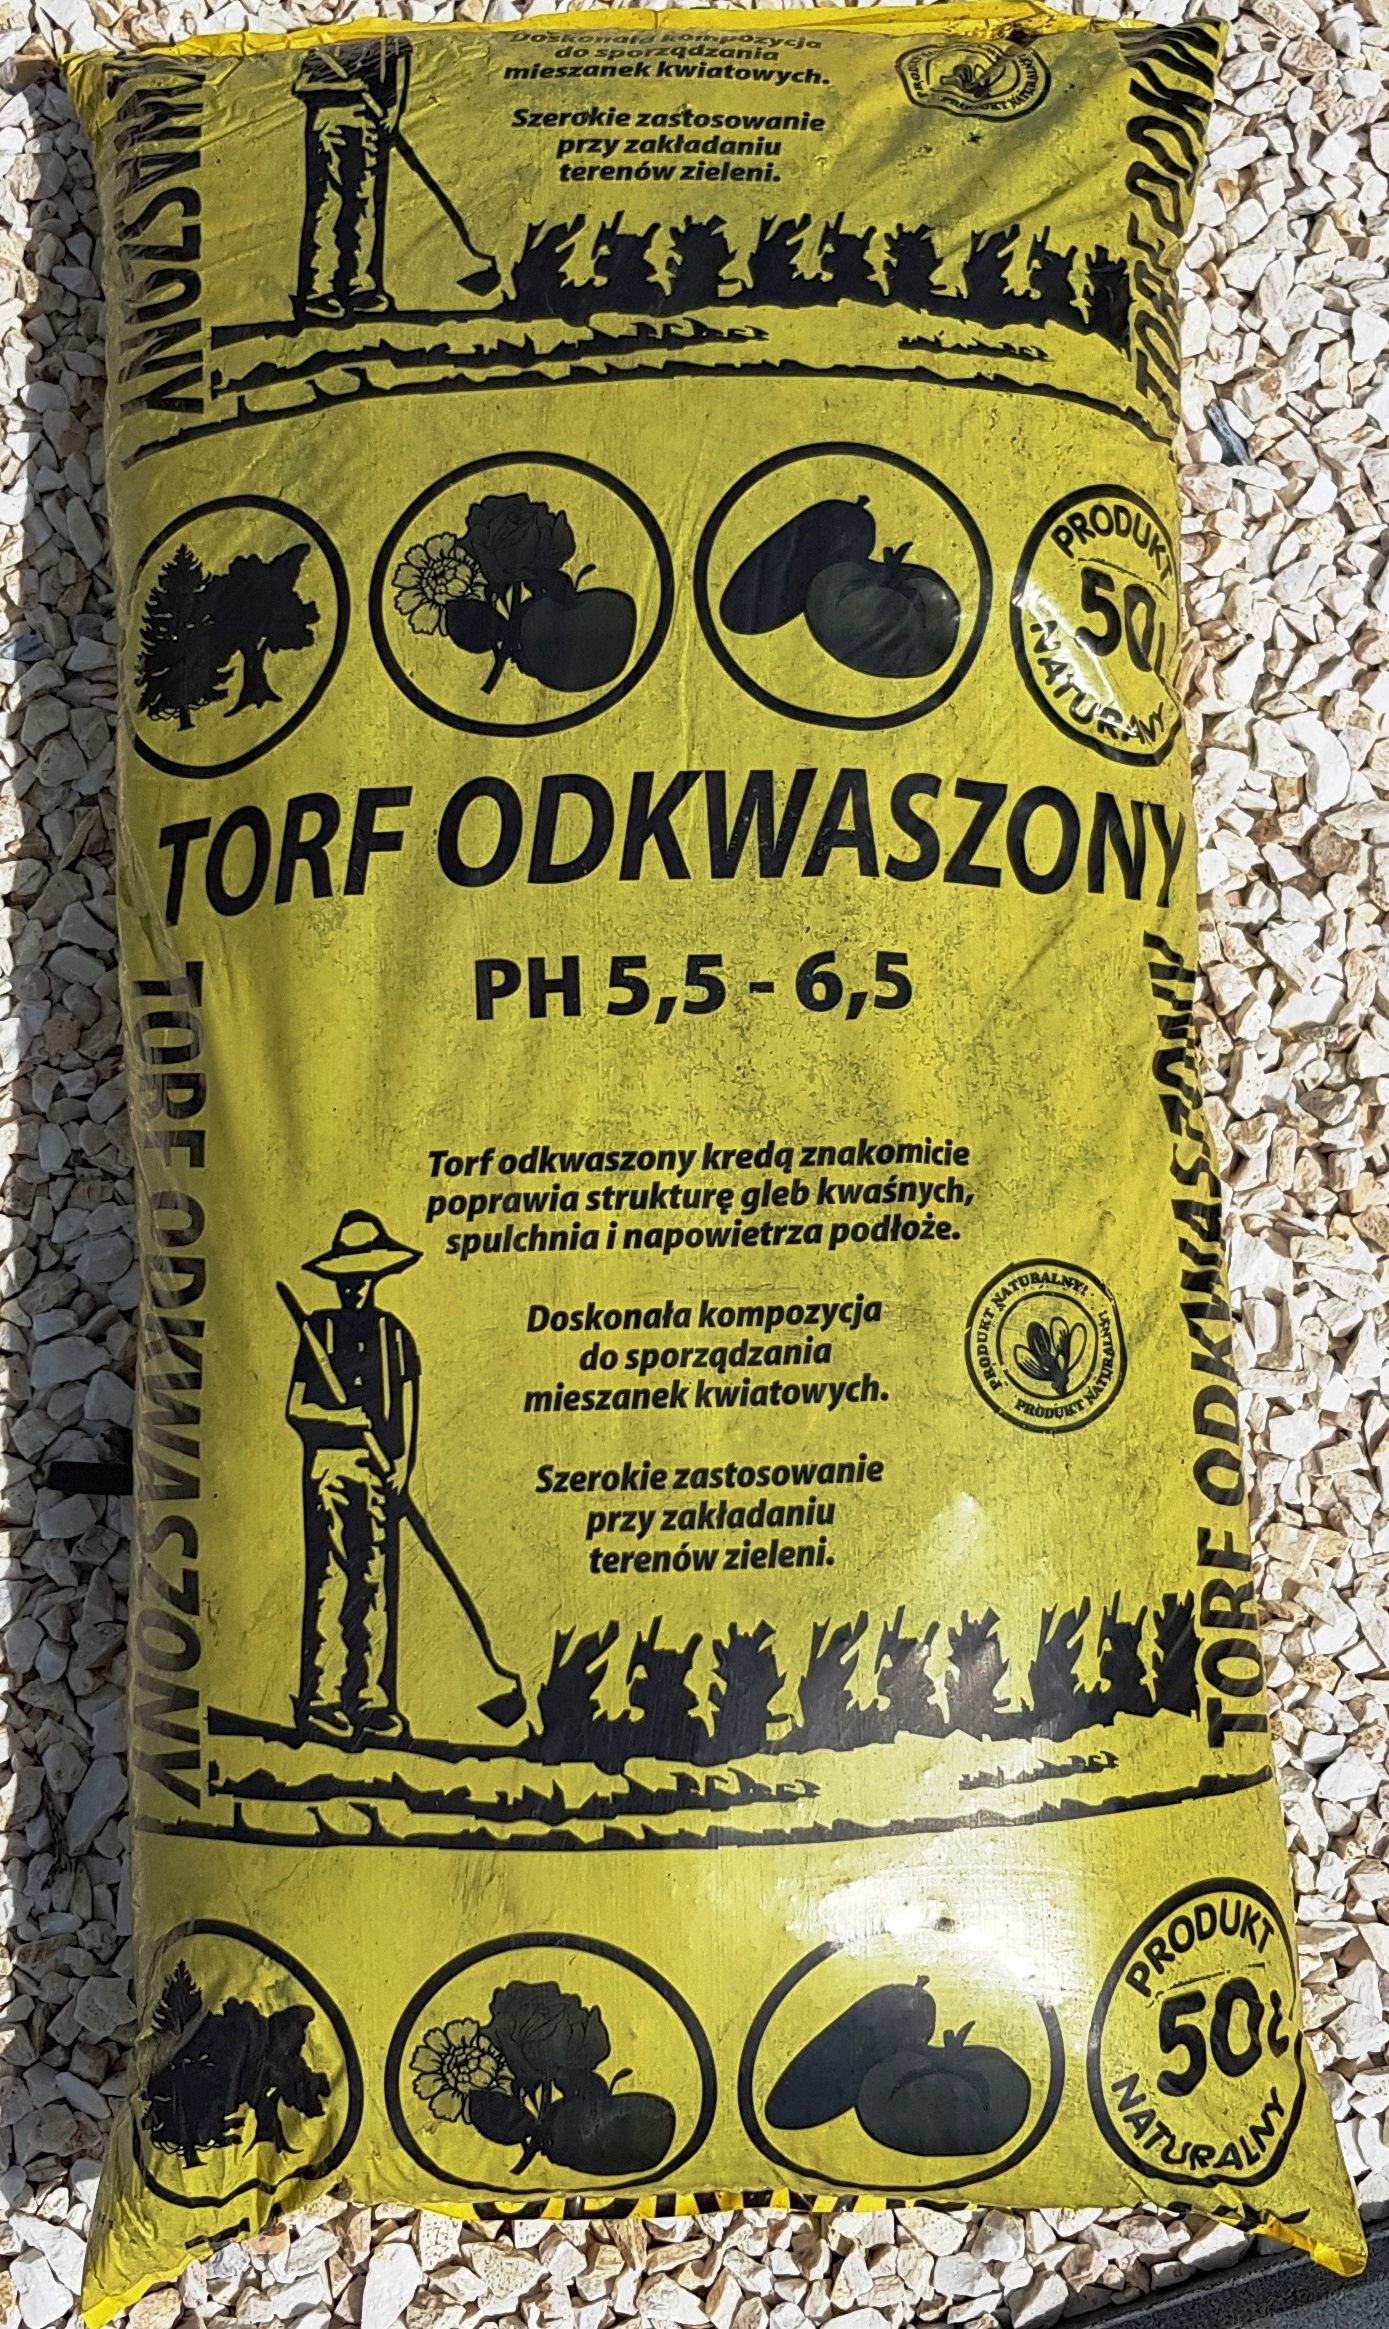 Doskonała kompozycja
do sporządzania
mieszanek kwiatowych.
Szerokie zastosowanie
przy zakładaniu
terenów zieleni.
PRODUKT
50l
NATURALNY
TORF ODKWASZONY
PH 5,5 - 6,5
Torf odkwaszony kredą znakomicie
poprawia strukturę gleb kwaśnych,
spulchnia i napowietrza podłoże.
Doskonała kompozycja
do sporządzania
mieszanek kwiatowych.
PRODUKT NATURALNY!
PRODUKT NATURALNY
Szerokie zastosowanie
przy zakładaniu
terenów zieleni.
TORF ODKWASZONY
TORF ODKWASZONY
PRODUKT
50l
NATURALNY